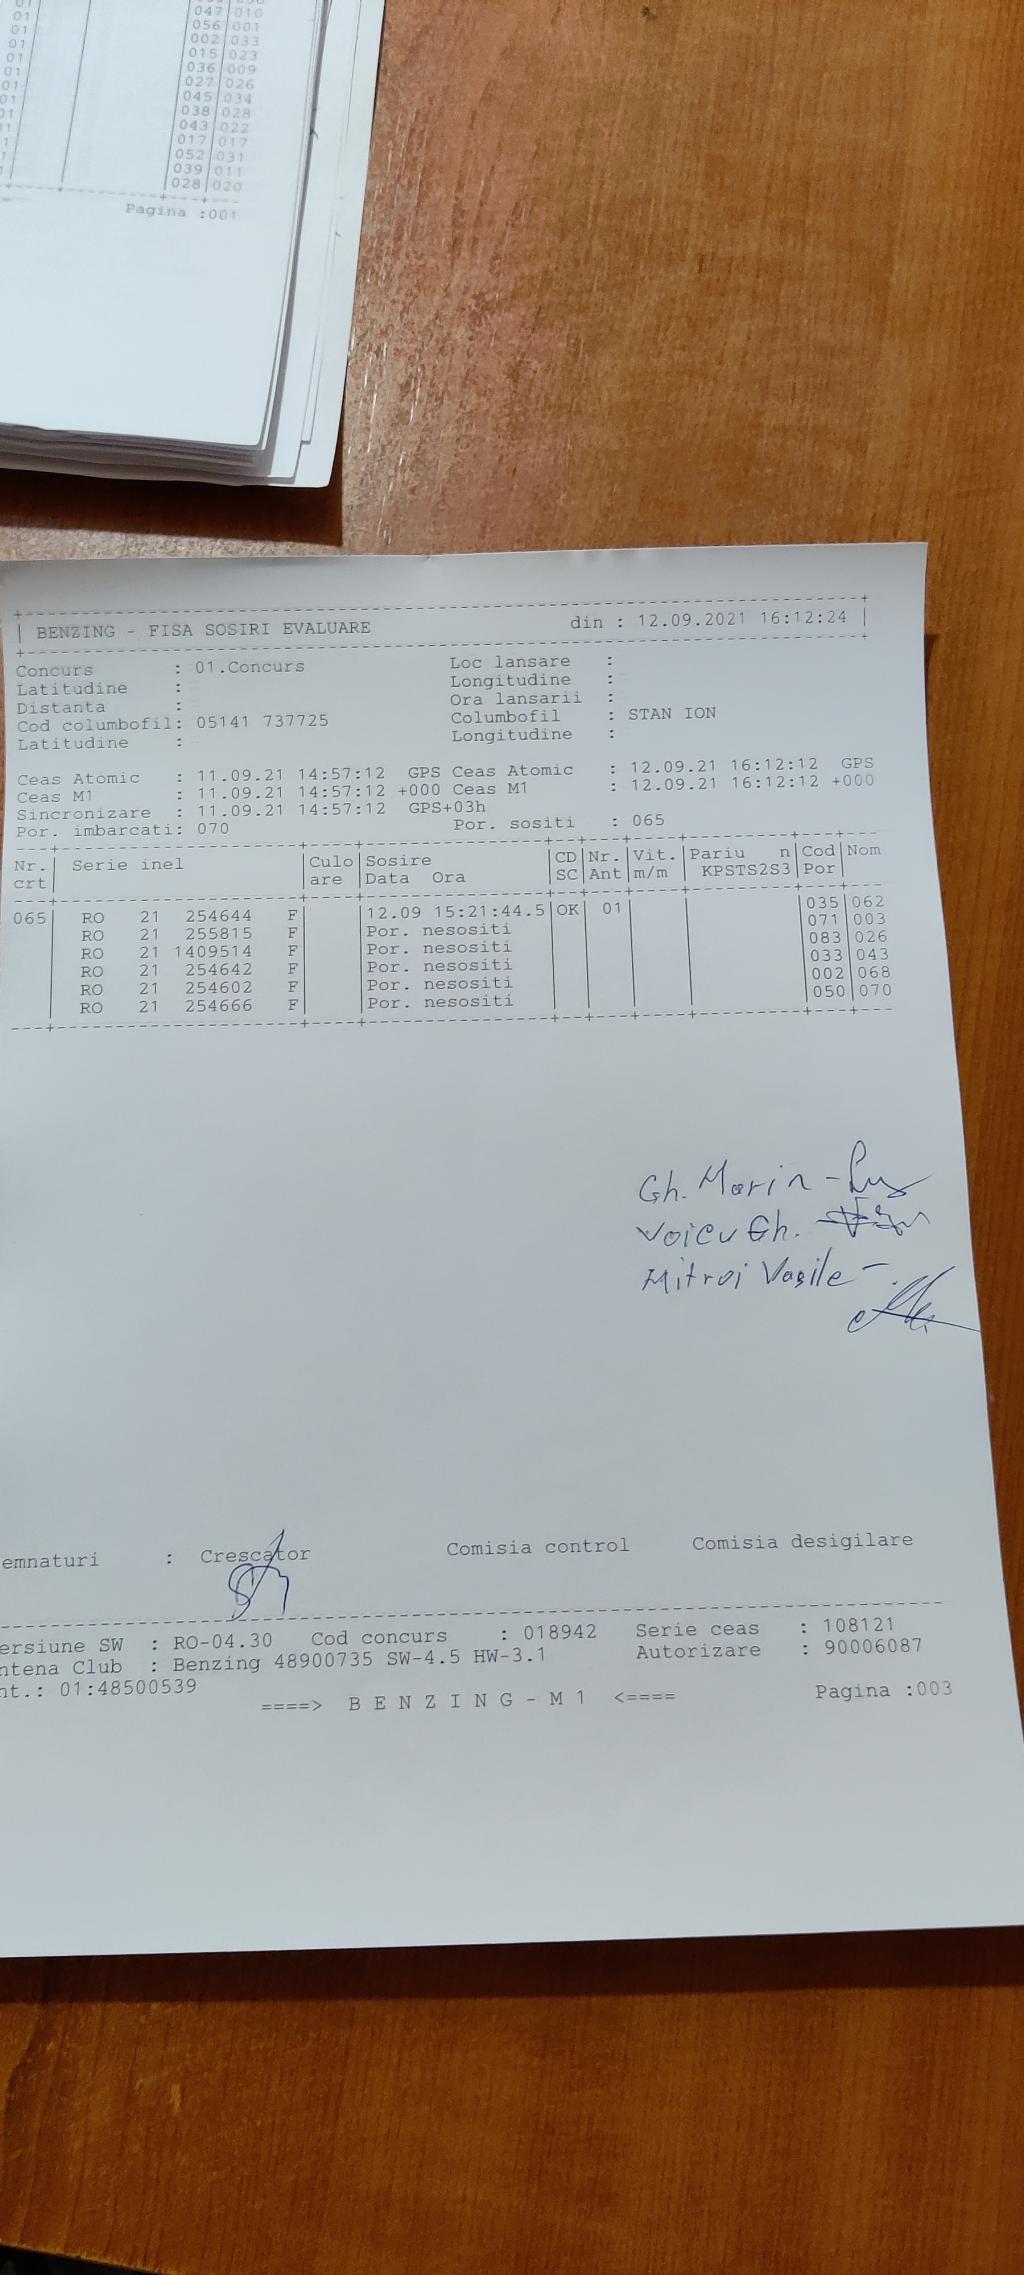 01
01
01
01
01
01
01
01
01
047 010
056 001
002 033
015 023
036 009
027 026
045 034
038 028
043 022
017 017
052 031
039 011
028 020
Pagina :001
BENZING - FISA SOSIRI EVALUARE din : 12.09.2021 16:12:24
Concurs : 01.Concurs Loc lansare :
Latitudine : Longitudine :
Distanta : Ora lansarii :
Cod columbofil: 05141 737725 Columbofil : STAN ION
Latitudine : Longitudine :
Ceas Atomic : 11.09.21 14:57:12 GPS Ceas Atomic : 12.09.21 16:12:12 GPS
Ceas M1 : 11.09.21 14:57:12 +000 Ceas M1 : 12.09.21 16:12:12 +000
Sincronizare : 11.09.21 14:57:12 GPS+03h
Por. imbarcati: 070 Por. sositi : 065
Nr. Serie inel Culo Sosire CD Nr. Vit. Pariu n Cod Nom
crt are Data Ora SC Ant m/m KPSTS2S3 Por
065 RO 21 254644 F 12.09 15:21:44.5 OK 01 035 062
RO 21 255815 F Por. nesositi 071 003
RO 21 1409514 F Por. nesositi 083 026
RO 21 254642 F Por. nesositi 033 043
RO 21 254602 F Por. nesositi 002 068
RO 21 254666 F Por. nesositi 050 070
Gh. Marin -
Voicu Gh.
Mitroi Vasile -
emnaturi : Crescator Comisia control Comisia desigilare
ersiune SW : RO-04.30 Cod concurs : 018942 Serie ceas : 108121
ntena Club : Benzing 48900735 SW-4.5 HW-3.1 Autorizare : 90006087
nt.: 01:48500539
====> B E N Z I N G - M 1 <==== Pagina :003